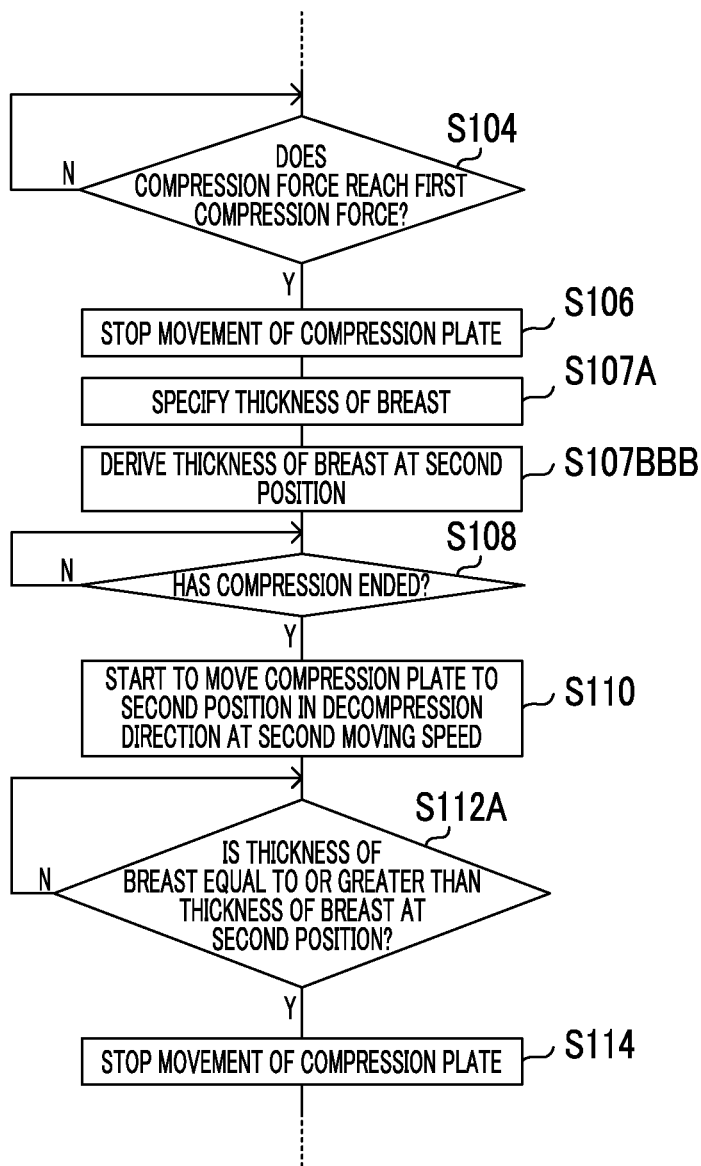 S104
DOES
COMPRESSION FORCE REACH FIRST
COMPRESSION FORCE?
N
Y
STOP MOVEMENT OF COMPRESSION PLATE
S106
SPECIFY THICKNESS OF BREAST
S107A
DERIVE THICKNESS OF BREAST AT SECOND
POSITION
S107BBB
S108
HAS COMPRESSION ENDED?
N
Y
START TO MOVE COMPRESSION PLATE TO
SECOND POSITION IN DECOMPRESSION
DIRECTION AT SECOND MOVING SPEED
S110
S112A
IS THICKNESS OF
BREAST EQUAL TO OR GREATER THAN
THICKNESS OF BREAST AT
SECOND POSITION?
N
Y
STOP MOVEMENT OF COMPRESSION PLATE
S114